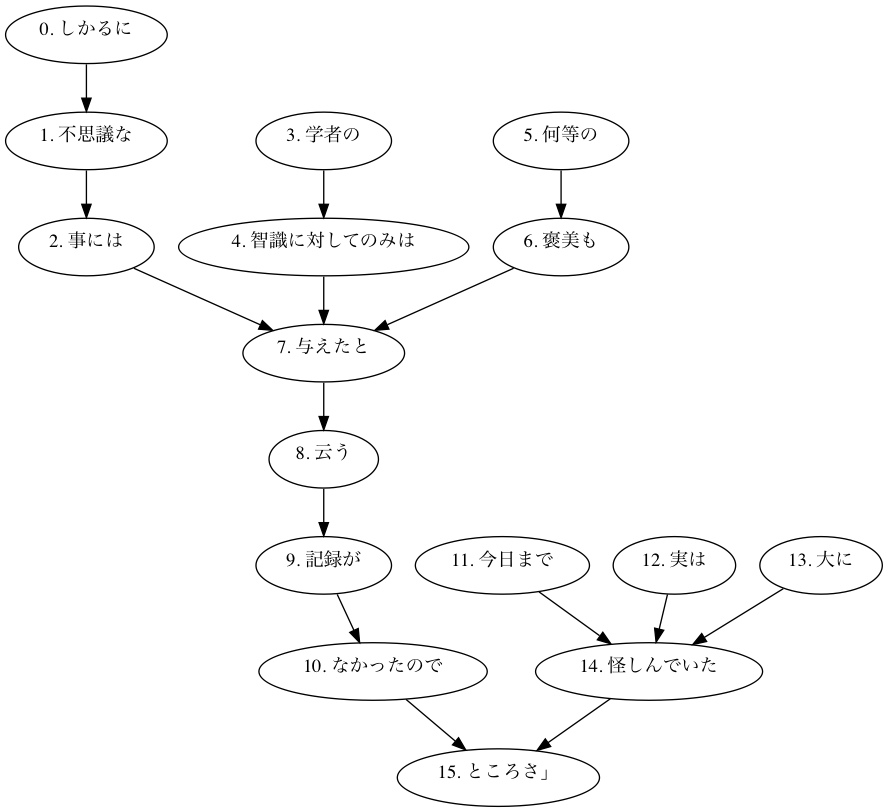 0. しかるに
1. 不思議な
3. 学者の
5. 何等の
2. 事には
4. 智識に対してのみは
6. 褒美も
7. 与えたと
8. 云う
9. 記録が
11. 今日まで
12. 実は
13. 大に
10. なかったので
14. 怪しんでいた
15. ところさ」